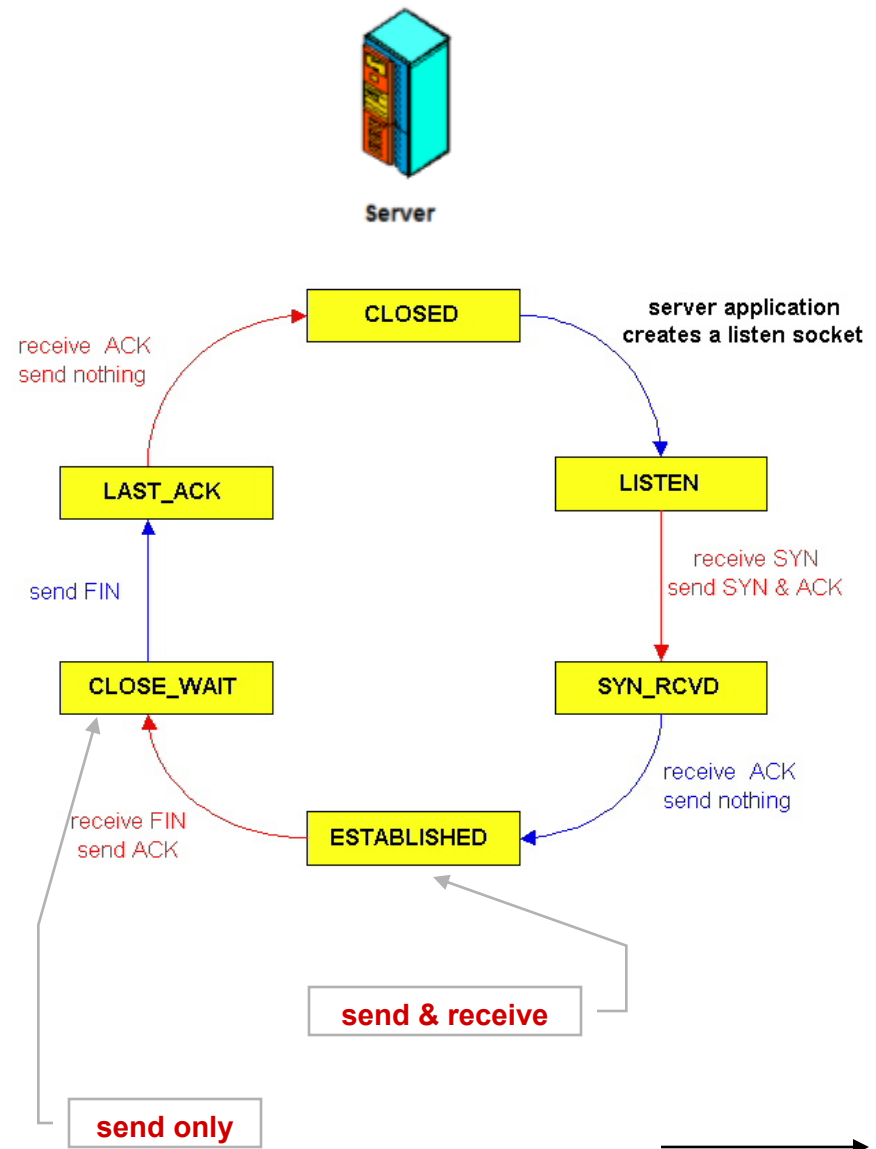 Server
CLOSED
server application
creates a listen socket
receive ACK
send nothing
LAST_ACK
LISTEN
receive SYN
send SYN & ACK
send FIN
CLOSE_WAIT
SYN_RCVD
receive ACK
send nothing
receive FIN
send ACK
ESTABLISHED
send & receive
send only